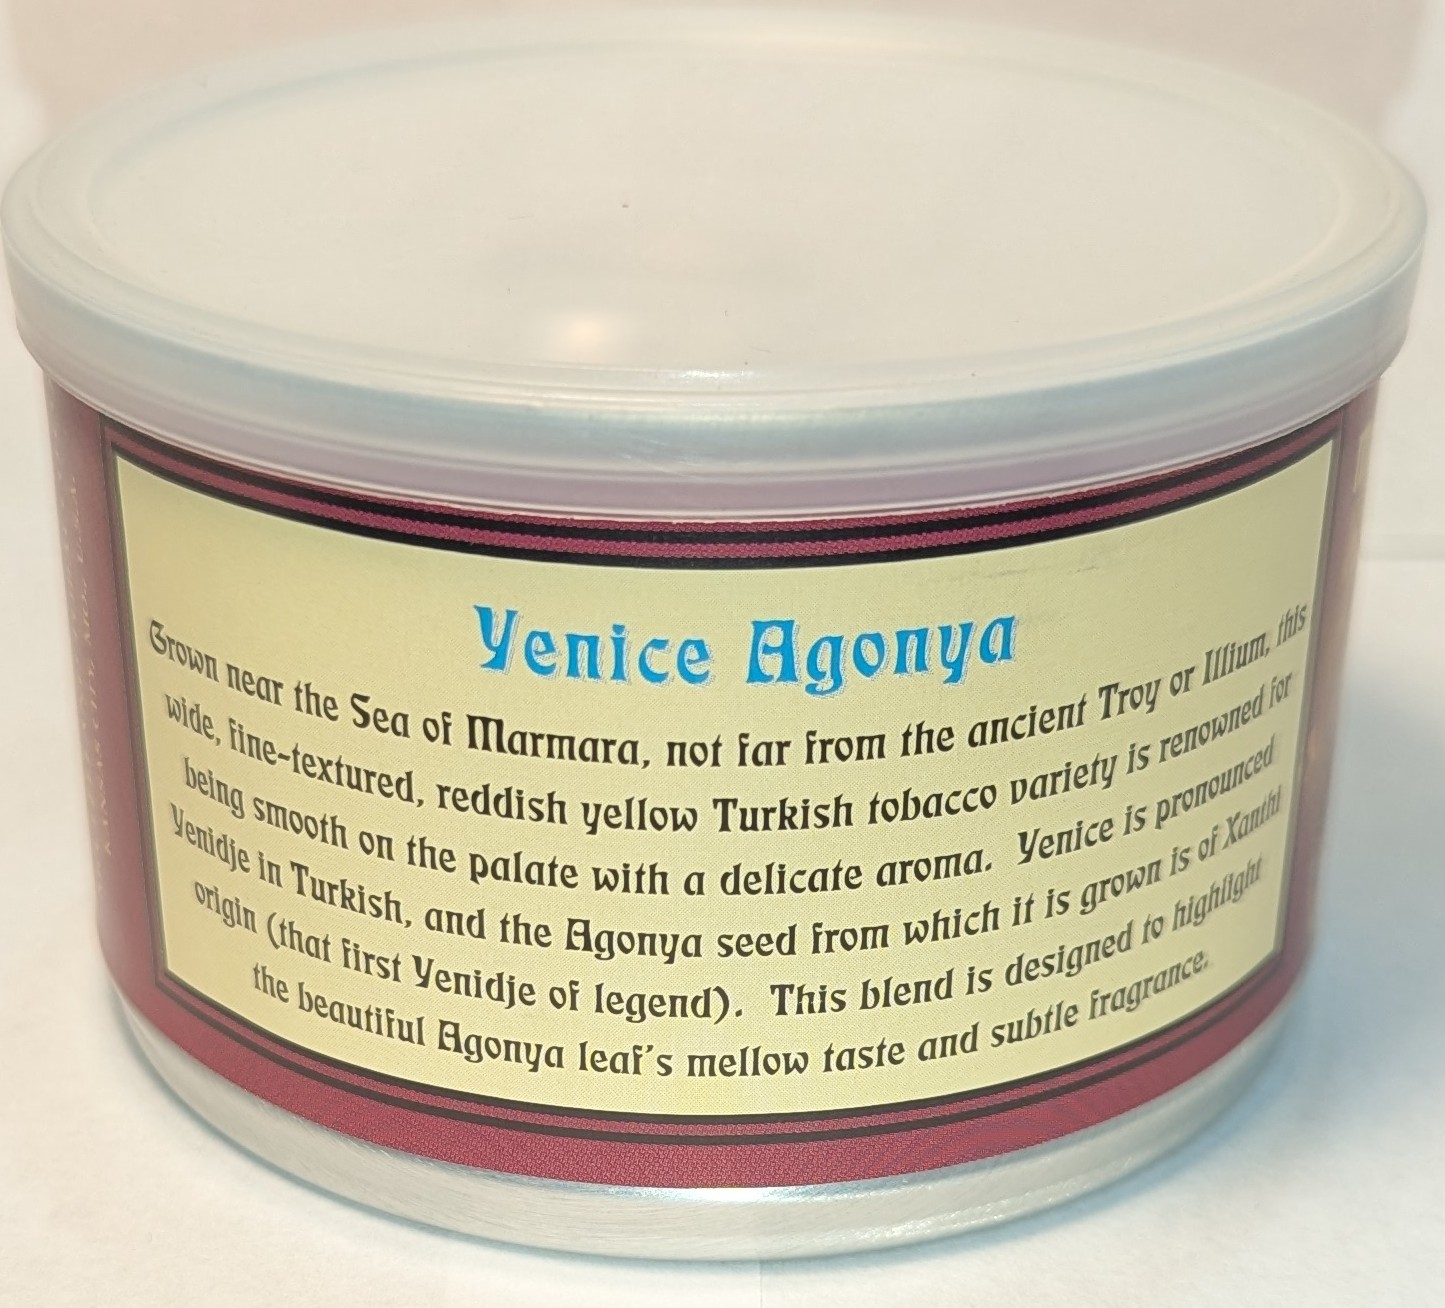 Yenice Agonya
Grown near the Sea of Marmara, not far from the ancient Troy or Illium, this
wide, fine-textured, reddish yellow Turkish tobacco variety is renowned for
being smooth on the palate with a delicate aroma. Yenice is pronounced
Yenidje in Turkish, and the Agonya seed from which it is grown is of Xanthi
origin (that first Yenidje of legend). This blend is designed to highlight
the beautiful Agonya leaf's mellow taste and subtle fragrance.